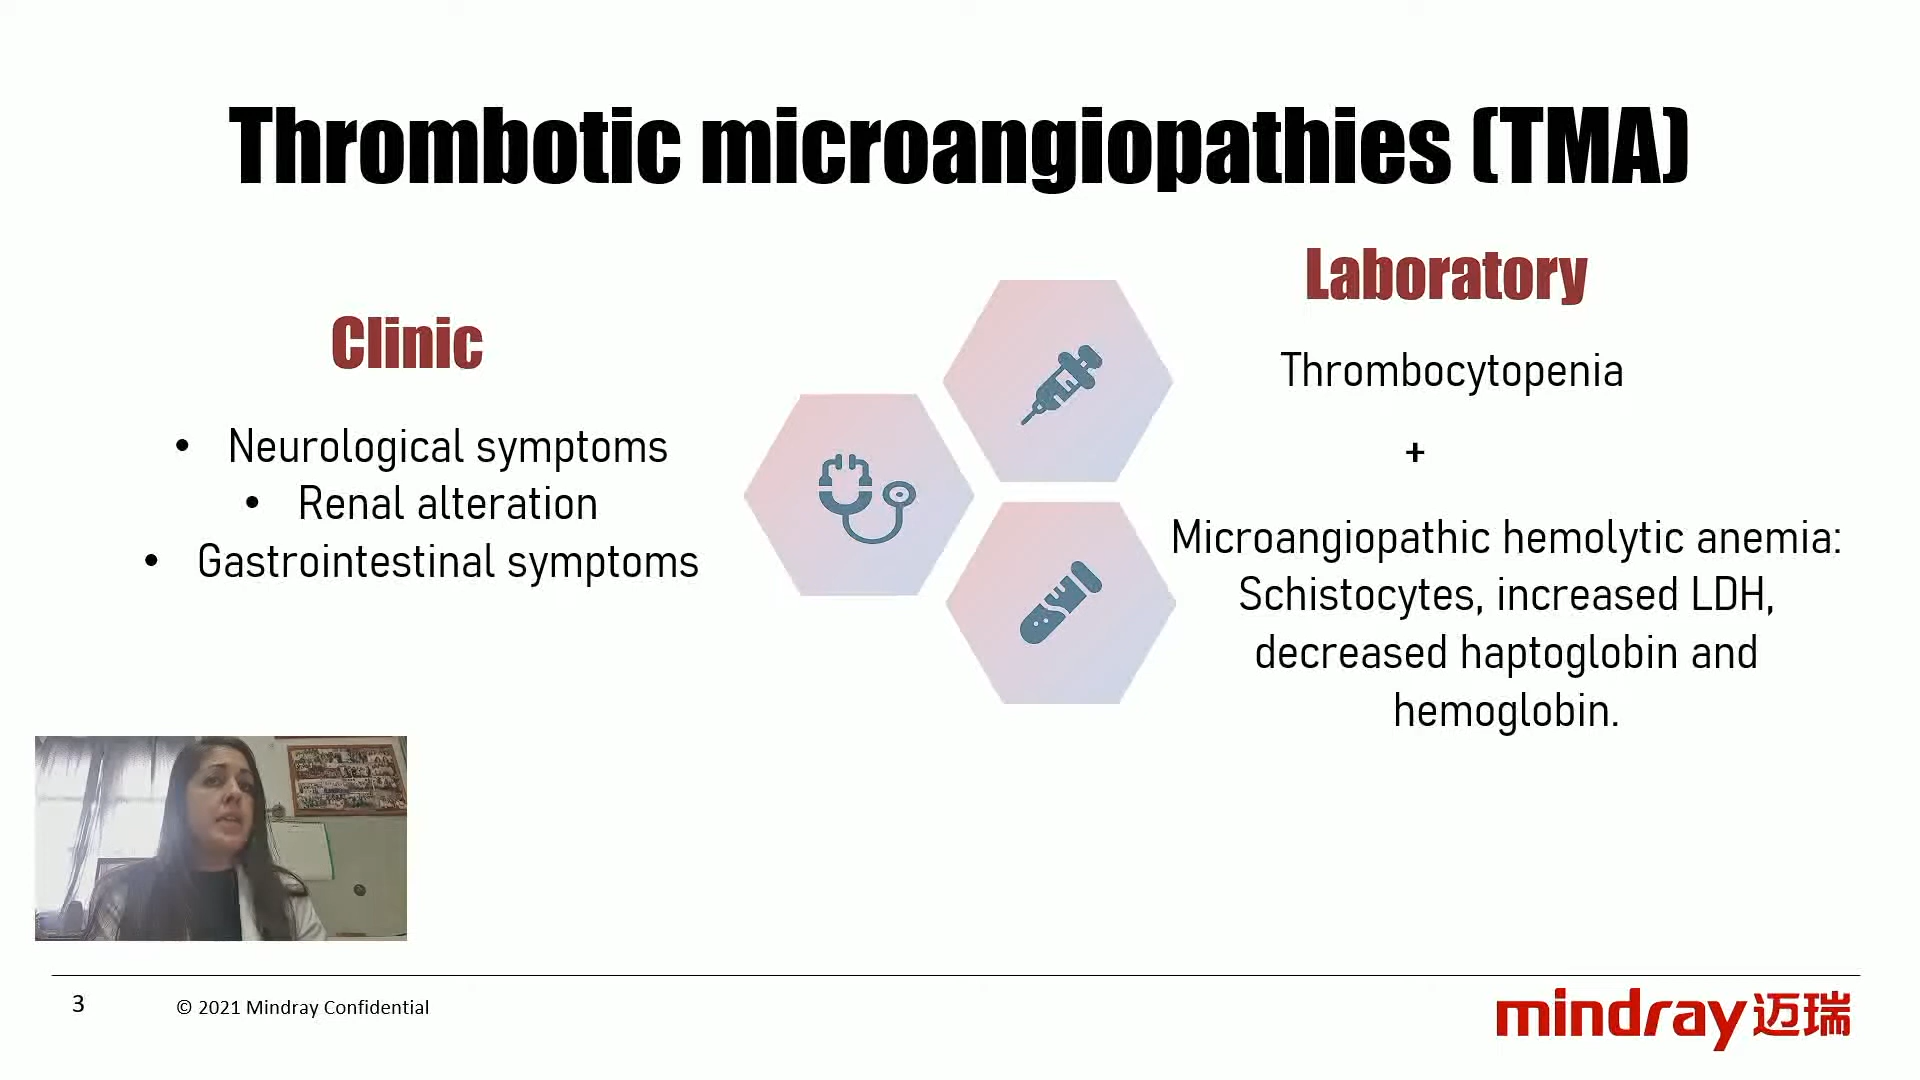 Thrombotic microangiopathies (TMA)
Clinic
• Neurological symptoms
• Renal alteration
• Gastrointestinal symptoms
Laboratory
Thrombocytopenia
+
Microangiopathic hemolytic anemia:
Schistocytes, increased LDH,
decreased haptoglobin and
hemoglobin.
3
© 2021 Mindray Confidential
mindray迈瑞